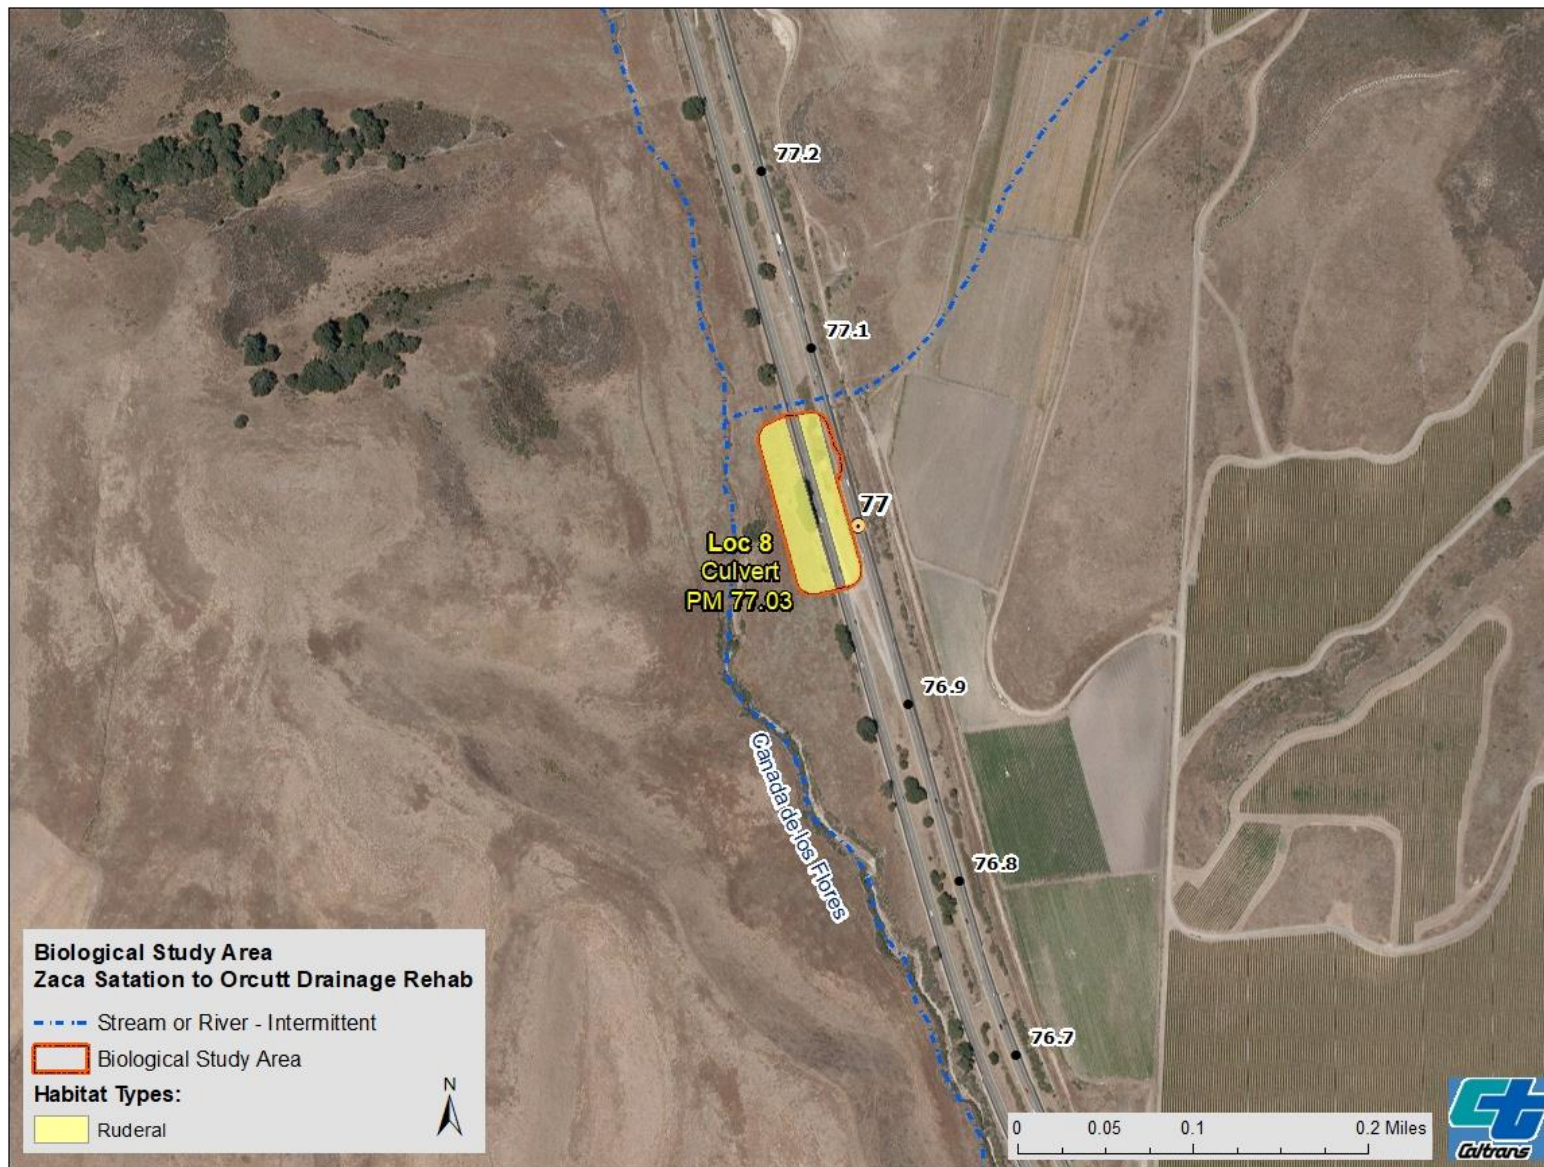 77.2
77.1
77
Loc 8
Culvert
PM 77.03
76.9
Canada de los Flores
76.8
76.7
Biological Study Area
Zaca Satation to Orcutt Drainage Rehab
Stream or River - Intermittent
Biological Study Area
Habitat Types:
Ruderal
N
0 0.05 0.1 0.2 Miles
Ct
Caltrans